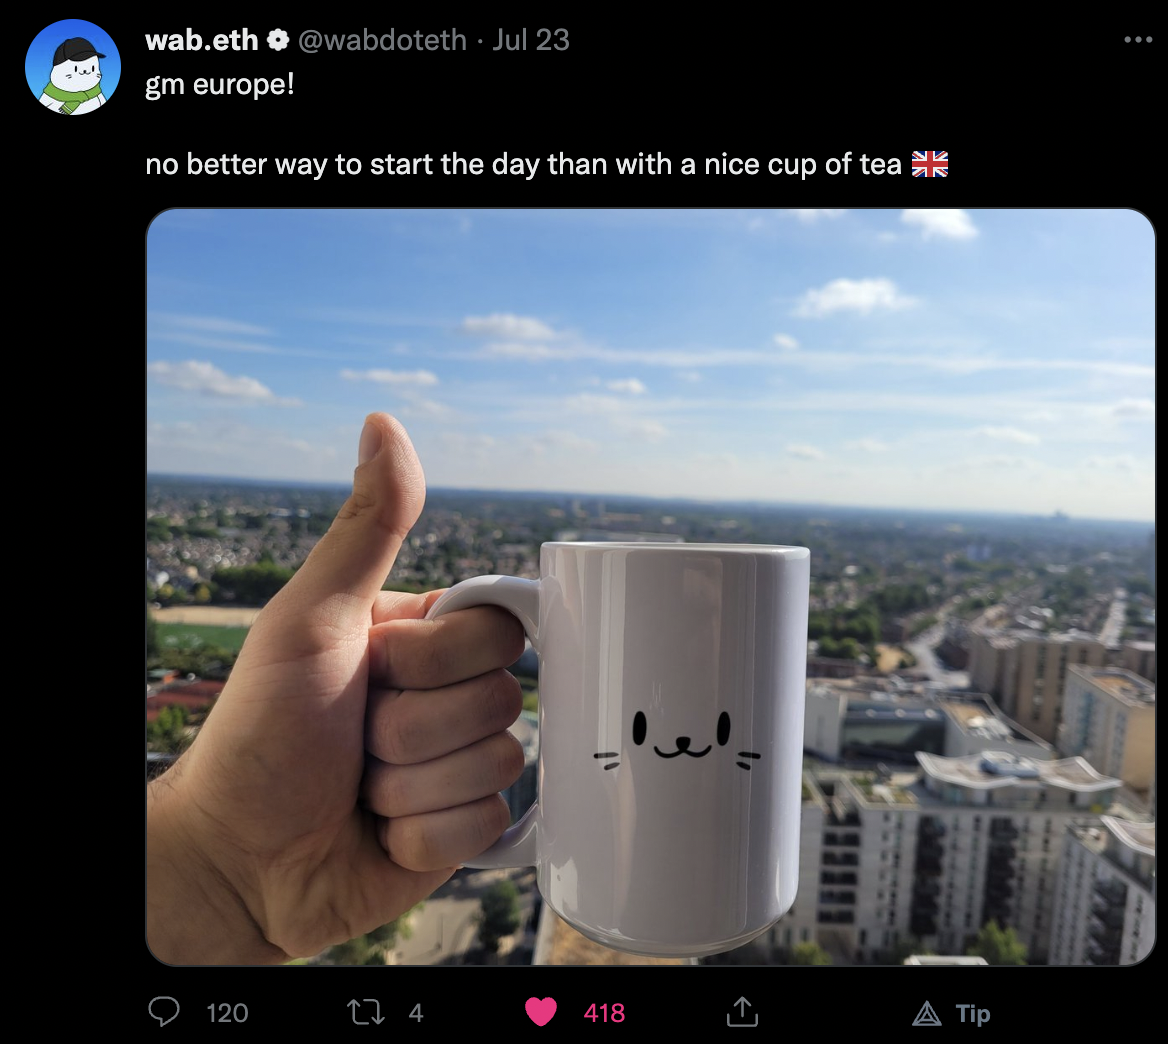 wab.eth @wabdoteth · Jul 23
gm europe!
no better way to start the day than with a nice cup of tea 🇬🇧
120 4 418 Tip